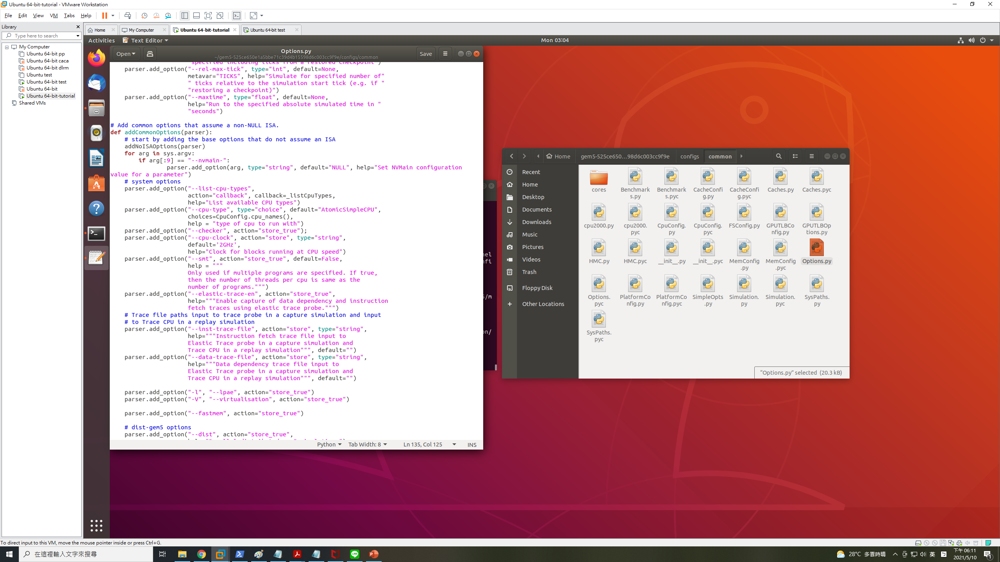 Ubuntu 64-bit-tutorial - VMware Workstation
File Edit View VM Tabs Help
Library
Type here to search
My Computer
Ubuntu 64-bit pp
Ubuntu 64-bit caca
Ubuntu 64-bit dlrm
Ubuntu test
Ubuntu 64-bit test
Ubuntu 64-bit
Ubuntu 64-bit-tutorial
Shared VMs
Home
My Computer
Ubuntu 64-bit-tutorial
Ubuntu 64-bit test
Activities Text Editor
Mon 03:04
Open
Options.py
~/gem5-525ce650e1a5bbe71c39d4b15598d6c003cc9f9e/configs/common
Save
specified including ticks from a restored checkpoint")
parser.add_option("--rel-max-tick", type="int", default=None,
metavar="TICKS", help="Simulate for specified number of"
" ticks relative to the simulation start tick (e.g. if "
"restoring a checkpoint)")
parser.add_option("--maxtime", type="float", default=None,
help="Run to the specified absolute simulated time in "
"seconds")
# Add common options that assume a non-NULL ISA.
def addCommonOptions(parser):
# start by adding the base options that do not assume an ISA
addNoISAOptions(parser)
for arg in sys.argv:
if arg[:9] == "--nvmain-":
parser.add_option(arg, type="string", default="NULL", help="Set NVMain configuration
value for a parameter")
# system options
parser.add_option("--list-cpu-types",
action="callback", callback=_listCpuTypes,
help="List available CPU types")
parser.add_option("--cpu-type", type="choice", default="AtomicSimpleCPU",
choices=CpuConfig.cpu_names(),
help = "type of cpu to run with")
parser.add_option("--checker", action="store_true");
parser.add_option("--cpu-clock", action="store", type="string",
default='2GHz',
help="Clock for blocks running at CPU speed")
parser.add_option("--smt", action="store_true", default=False,
help = """
Only used if multiple programs are specified. If true,
then the number of threads per cpu is same as the
number of programs.""")
parser.add_option("--elastic-trace-en", action="store_true",
help="""Enable capture of data dependency and instruction
fetch traces using elastic trace probe.""")
# Trace file paths input to trace probe in a capture simulation and input
# to Trace CPU in a replay simulation
parser.add_option("--inst-trace-file", action="store", type="string",
help="""Instruction fetch trace file input to
Elastic Trace probe in a capture simulation and
Trace CPU in a replay simulation""", default="")
parser.add_option("--data-trace-file", action="store", type="string",
help="""Data dependency trace file input to
Elastic Trace probe in a capture simulation and
Trace CPU in a replay simulation""", default="")
parser.add_option("-l", "--lpae", action="store_true")
parser.add_option("-V", "--virtualisation", action="store_true")
parser.add_option("--fastmem", action="store_true")
# dist-gem5 options
parser.add_option("--dist", action="store_true",
Python Tab Width: 8 Ln 135, Col 125 INS
Home gem5-525ce650...98d6c003cc9f9e configs common
Recent
Home
Desktop
Documents
Downloads
Music
Pictures
Videos
Trash
Floppy Disk
Other Locations
cores
Benchmarks.py
Benchmarks.pyc
CacheConfig.py
CacheConfig.pyc
Caches.py
Caches.pyc
cpu2000.py
cpu2000.pyc
CpuConfig.py
CpuConfig.pyc
FSConfig.py
GPUTLBConfig.py
GPUTLBOptions.py
HMC.py
HMC.pyc
__init__.py
__init__.pyc
MemConfig.py
MemConfig.pyc
Options.py
Options.pyc
PlatformConfig.py
PlatformConfig.pyc
SimpleOpts.py
Simulation.py
Simulation.pyc
SysPaths.py
SysPaths.pyc
“Options.py” selected (20.3 kB)
To direct input to this VM, move the mouse pointer inside or press Ctrl+G.
在這裡輸入文字來搜尋
28°C 多雲時晴
英
下午 06:11
2021/5/10